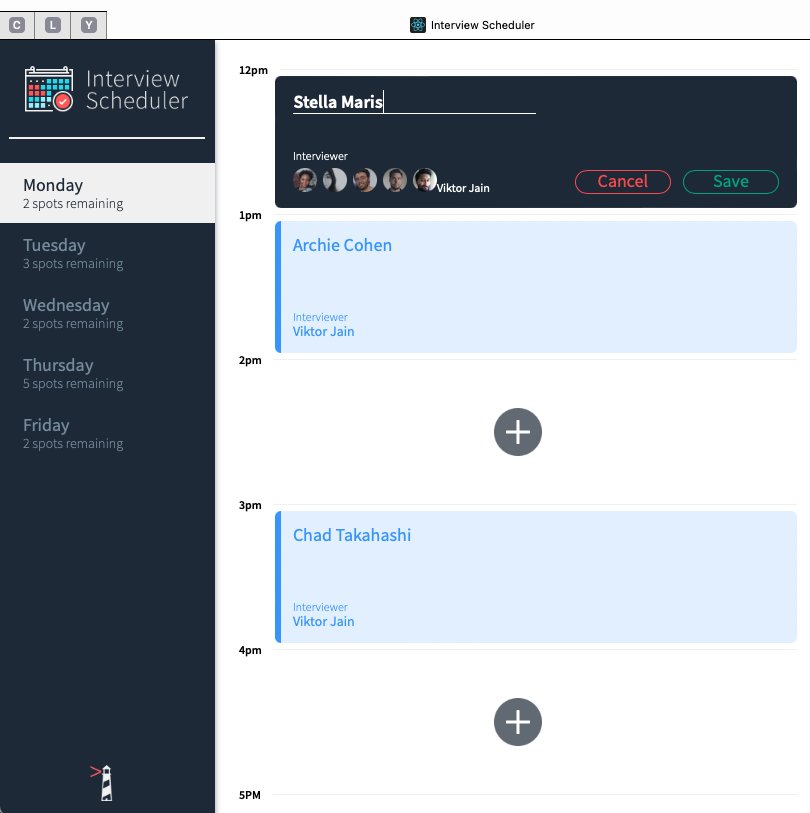 C L Y
Interview Scheduler
Interview
Scheduler
Monday
2 spots remaining
Tuesday
3 spots remaining
Wednesday
2 spots remaining
Thursday
5 spots remaining
Friday
2 spots remaining
12pm
Stella Maris
Interviewer
Viktor Jain
Cancel
Save
1pm
Archie Cohen
Interviewer
Viktor Jain
2pm
3pm
Chad Takahashi
Interviewer
Viktor Jain
4pm
5PM